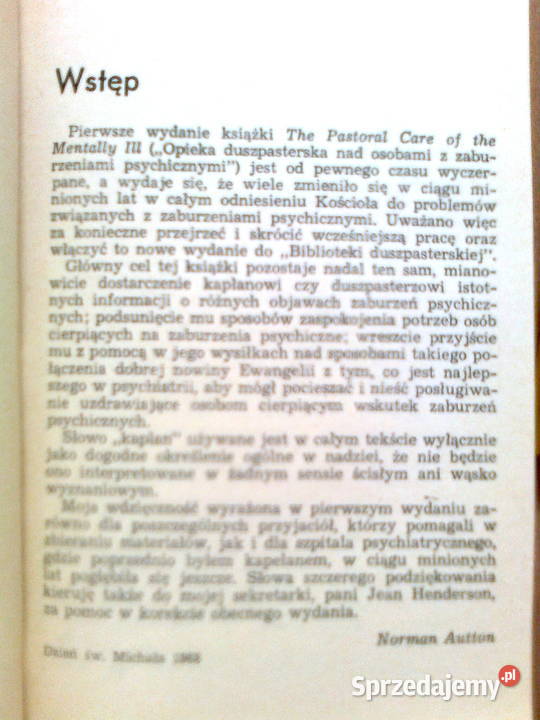 Wstęp
Pierwsze wydanie książki The Pastoral Care of the
Mentally Ill („Opieka duszpasterska nad osobami z zabu-
rzeniami psychicznymi") jest od pewnego czasu wyczer-
pane, a wydaje się, że wiele zmieniło się w ciągu mi-
nionych lat w całym odniesieniu Kościoła do problemów
związanych z zaburzeniami psychicznymi. Uważano więc
za konieczne przejrzeć i skrócić wcześniejszą pracę oraz
włączyć to nowe wydanie do „Biblioteki duszpasterskiej".
Główny cel tej książki pozostaje nadal ten sam, miano-
wicie dostarczenie kapłanowi czy duszpasterzowi istot-
nych informacji o różnych objawach zaburzeń psychicz-
nych; podsunięcie mu sposobów zaspokojenia potrzeb osób
cierpiących na zaburzenia psychiczne; wreszcie przyjście
mu z pomocą w jego wysiłkach nad sposobami takiego po-
łączenia dobrej nowiny Ewangelii z tym, co jest najlep-
szego w psychiatrii, aby mógł pocieszać i nieść posługiwa-
nie uzdrawiające osobom cierpiącym wskutek zaburzeń
psychicznych.
Słowo „kapłan" używane jest w całym tekście wyłącznie
jako dogodne określenie ogólne w nadziei, że nie będzie
ono interpretowane w żadnym sensie ścisłym ani wąsko
wyznaniowym.
Moja wdzięczność wyrażona w pierwszym wydaniu za-
równo dla poszczególnych przyjaciół, którzy pomagali w
zbieraniu materiałów, jak i dla szpitala psychiatrycznego,
gdzie poprzednio byłem kapelanem, w ciągu minionych
lat pogłębiła się jeszcze. Słowa szczerego podziękowania
kieruję także do mojej sekretarki, pani Jean Henderson,
za pomoc w korekcie obecnego wydania.
Norman Autton
Dzień św. Michała
Sprzedajemy.pl